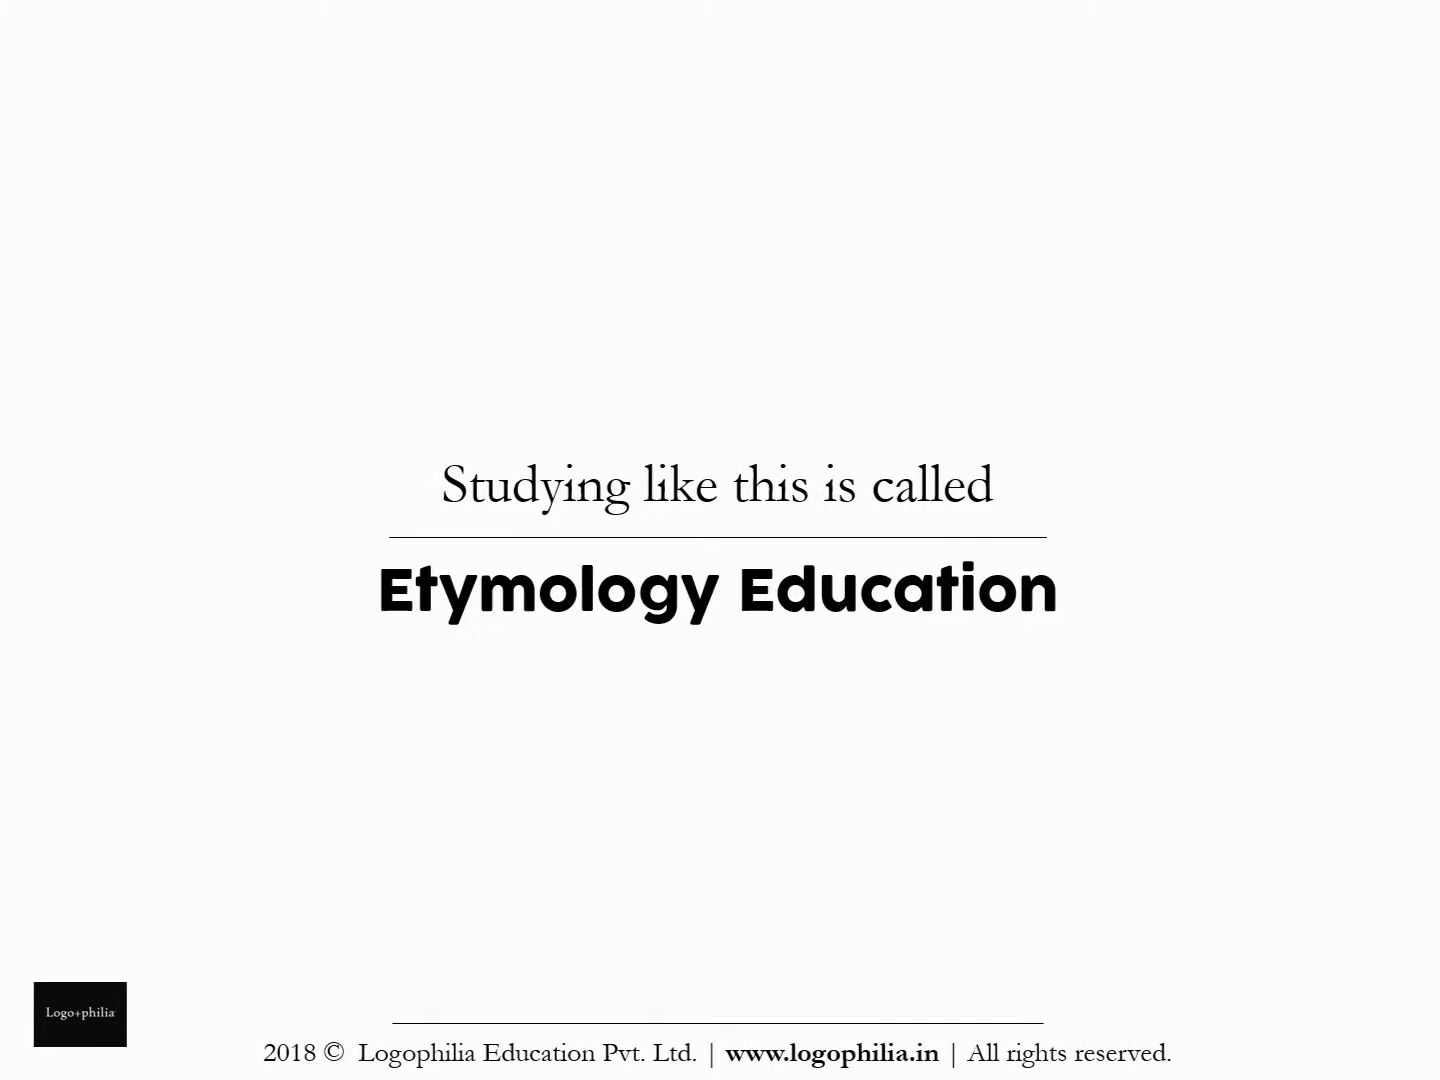 Studying like this is called
Etymology Education
Logo+philia
2018 © Logophilia Education Pvt. Ltd. | www.logophilia.in | All rights reserved.